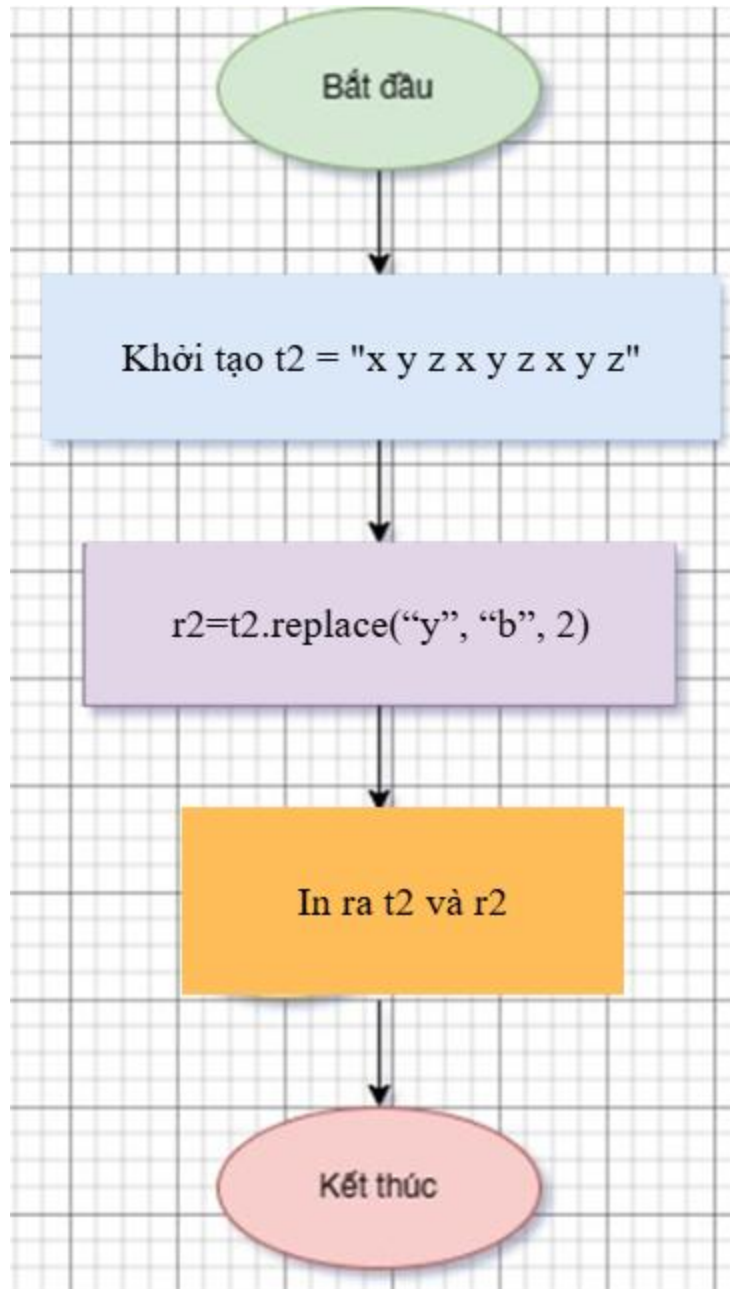 Bắt đầu
Khởi tạo t2 = "x y z x y z x y z"
r2=t2.replace(“y”, “b”, 2)
In ra t2 và r2
Kết thúc